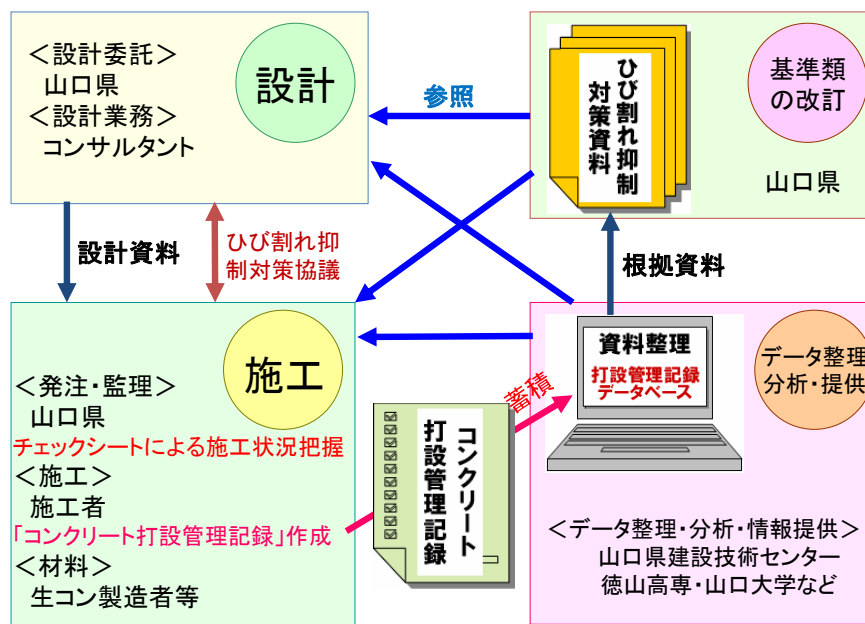 ＜設計委託＞
山口県
＜設計業務＞
コンサルタント
設計
参照
ひび割れ抑制
対策資料
基準類
の改訂
山口県
設計資料
ひび割れ抑
制対策協議
根拠資料
施工
＜発注・監理＞
山口県
チェックシートによる施工状況把握
＜施工＞
施工者
「コンクリート打設管理記録」作成
＜材料＞
生コン製造者等
コンクリート
打設管理記録
蓄積
資料整理
打設管理記録
データベース
データ整理
分析・提供
＜データ整理・分析・情報提供＞
山口県建設技術センター
徳山高専・山口大学など